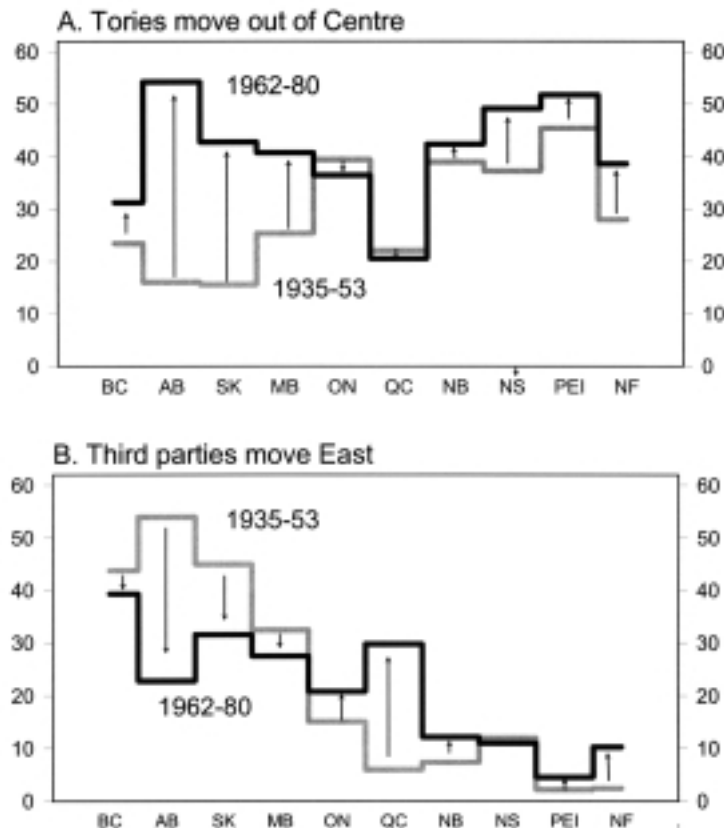 A. Tories move out of Centre
60 60
50 1962-80 50
40 40
30 30
20 20
1935-53
10 10
0 0
BC AB SK MB ON QC NB NS PEI NF
B. Third parties move East
60 60
50 1935-53 50
40 40
30 30
20 20
1962-80
10 10
0 0
BC AB SK MB ON QC NB NS PEI NF